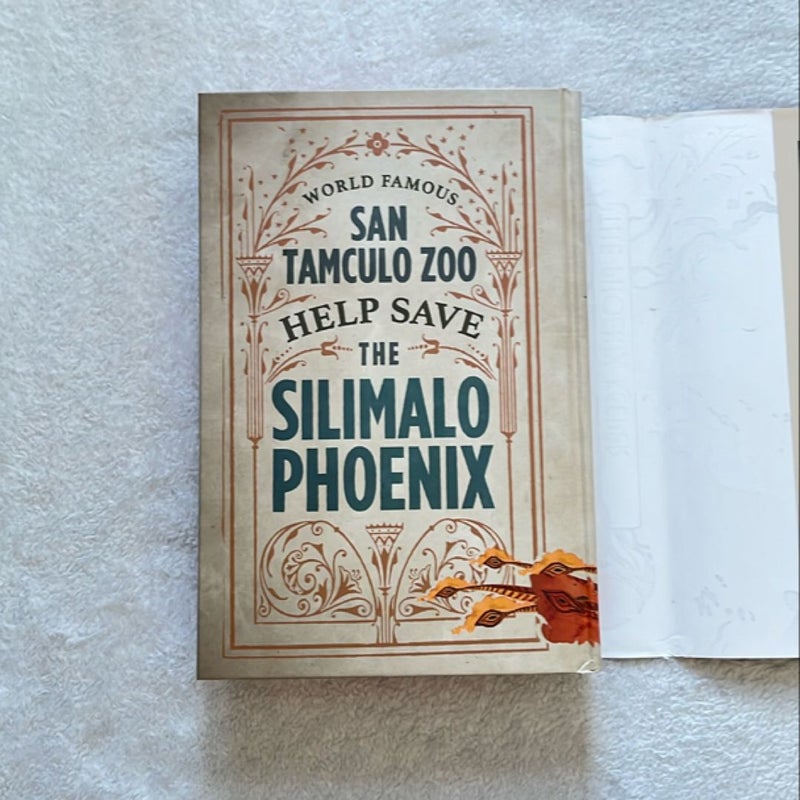 WORLD FAMOUS
SAN
TAMCULO ZOO
HELP SAVE
THE
SILIMALO
PHOENIX